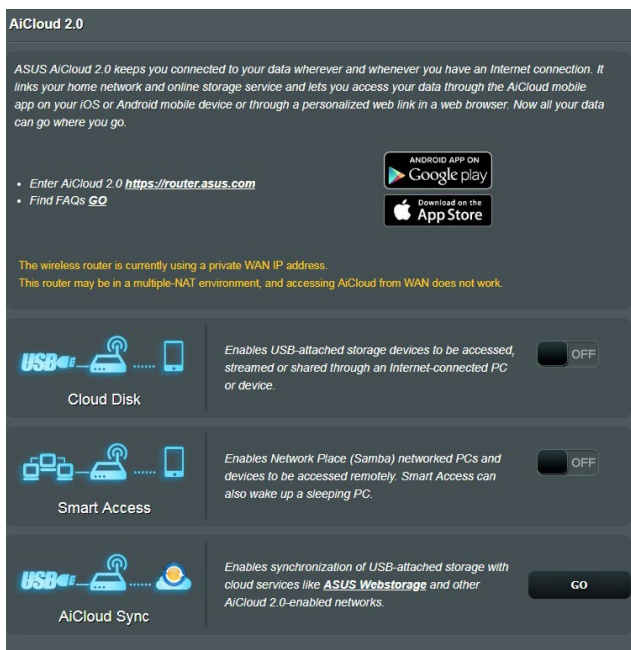 AiCloud 2.0
ASUS AiCloud 2.0 keeps you connected to your data wherever and whenever you have an Internet connection. It
links your home network and online storage service and lets you access your data through the AiCloud mobile
app on your iOS or Android mobile device or through a personalized web link in a web browser. Now all your data
can go where you go.
• Enter AiCloud 2.0 https://router.asus.com
• Find FAQs GO
ANDROID APP ON
Google play
Download on the
App Store
The wireless router is currently using a private WAN IP address.
This router may be in a multiple-NAT environment, and accessing AiCloud from WAN does not work.
USB
Cloud Disk
Enables USB-attached storage devices to be accessed,
streamed or shared through an Internet-connected PC
or device.
OFF
Smart Access
Enables Network Place (Samba) networked PCs and
devices to be accessed remotely. Smart Access can
also wake up a sleeping PC.
OFF
USB
AiCloud Sync
Enables synchronization of USB-attached storage with
cloud services like ASUS Webstorage and other
AiCloud 2.0-enabled networks.
GO